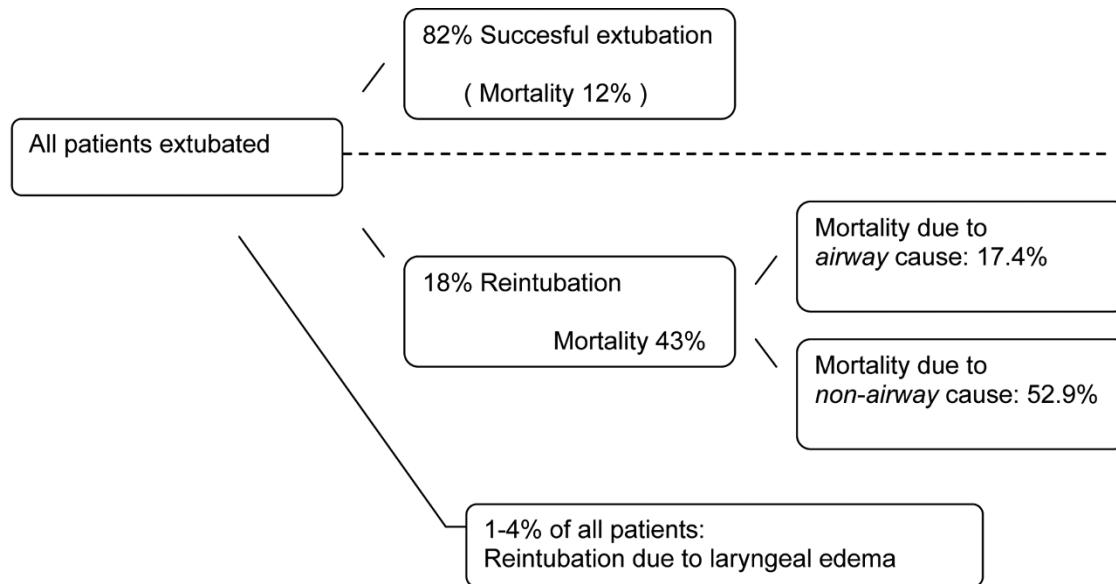 82% Succesful extubation
( Mortality 12% )
All patients extubated
18% Reintubation
Mortality 43%
Mortality due to
airway cause: 17.4%
Mortality due to
non-airway cause: 52.9%
1-4% of all patients:
Reintubation due to laryngeal edema